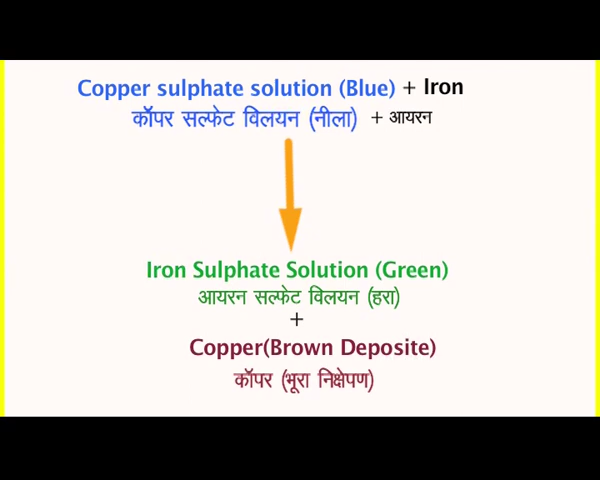 Copper sulphate solution (Blue) + Iron
कॉपर सल्फेट विलयन (नीला) + आयरन
Iron Sulphate Solution (Green)
आयरन सल्फेट विलयन (हरा)
+
Copper(Brown Deposite)
कॉपर (भूरा निक्षेपण)